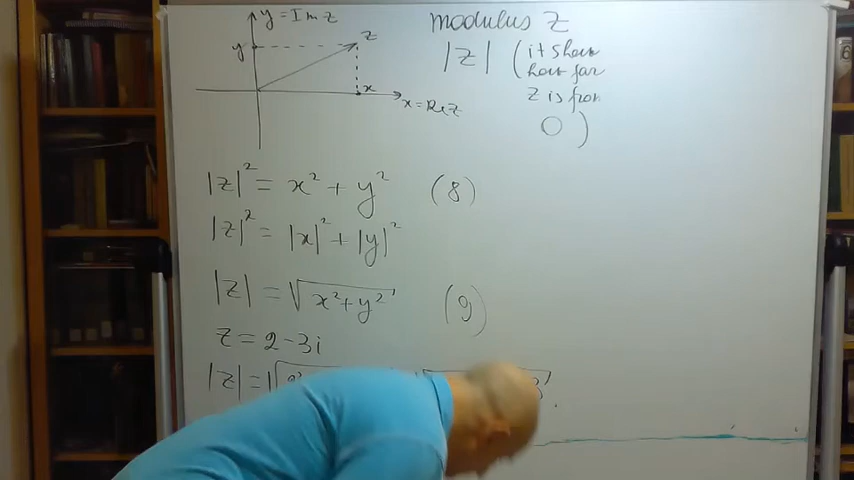 y = Im z
modulus z
z
y
|z| (it show
how far
z is from
0)
x
x = Re z
|z|² = x² + y² (8)
|z|² = |x|² + |y|²
|z| = √x² + y² (9)
z = 2 - 3i
|z| = √